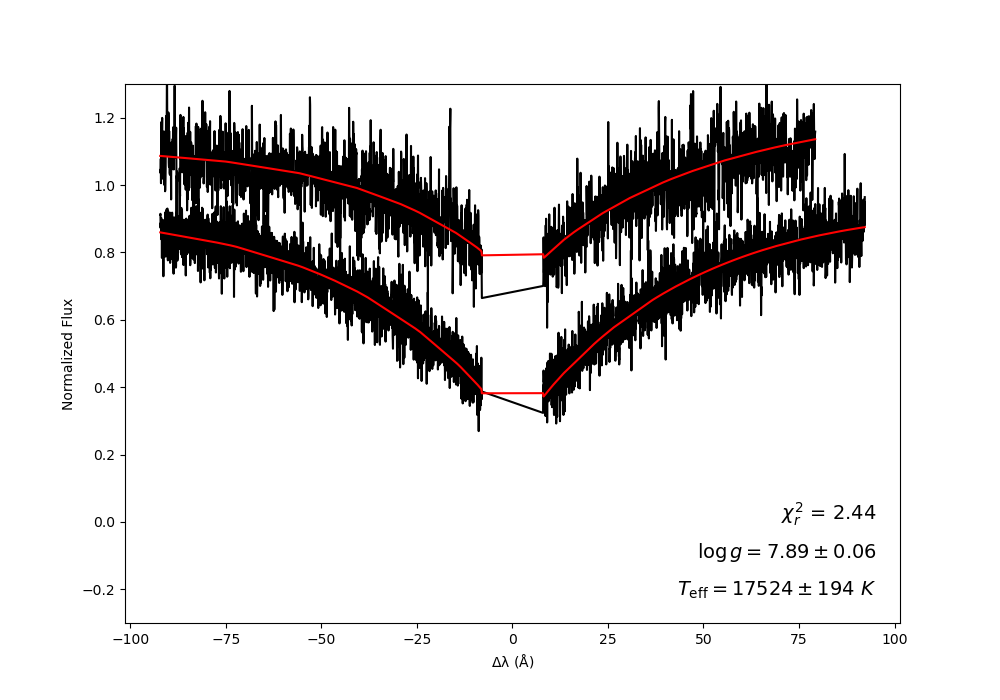 1.2
1.0
0.8
0.6
0.4
0.2
0.0
−0.2
Normalized Flux
χ²ᵣ = 2.44
log g = 7.89 ± 0.06
T_eff = 17524 ± 194 K
−100 −75 −50 −25 0 25 50 75 100
Δλ (Å)